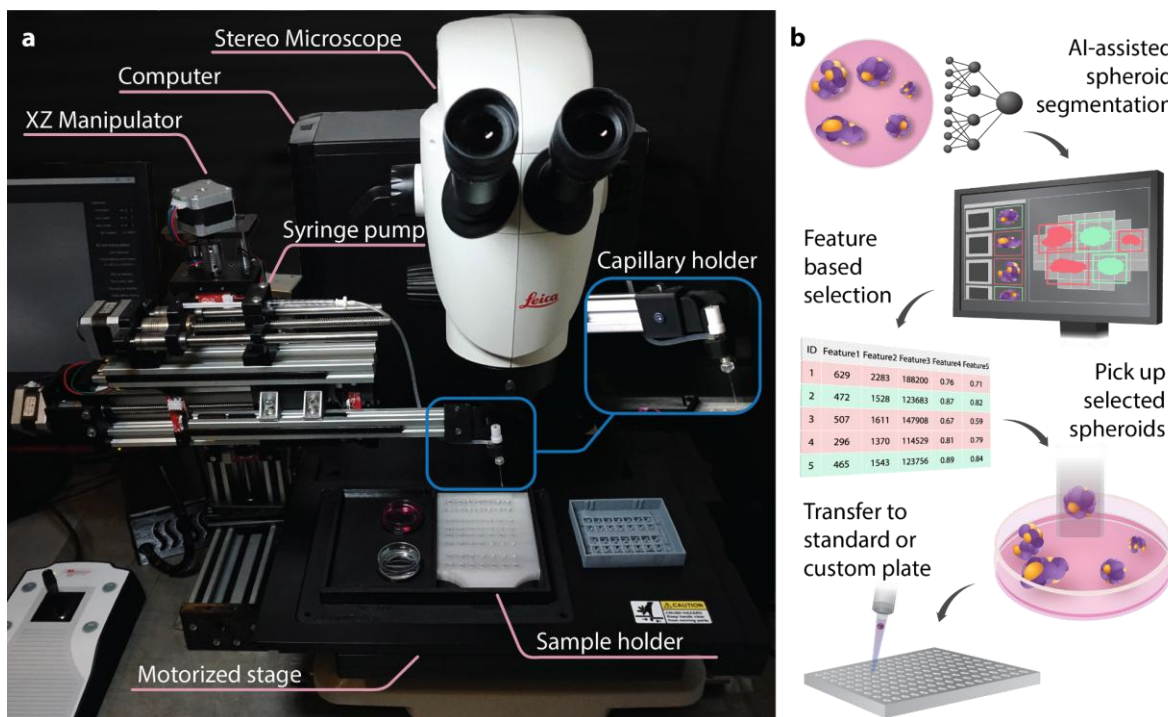 a
Stereo Microscope
Computer
XZ Manipulator
Syringe pump
Capillary holder
Leica
CAUTION
Sample holder
Motorized stage
b
AI-assisted
spheroid
segmentation
Feature
based
selection
ID Feature1 Feature2 Feature3 Feature4 Feature5
1 629 2283 188200 0.76 0.71
2 472 1528 123683 0.87 0.82
3 507 1611 147908 0.67 0.59
4 296 1370 114529 0.81 0.79
5 465 1543 123756 0.89 0.84
Pick up
selected
spheroids
Transfer to
standard or
custom plate